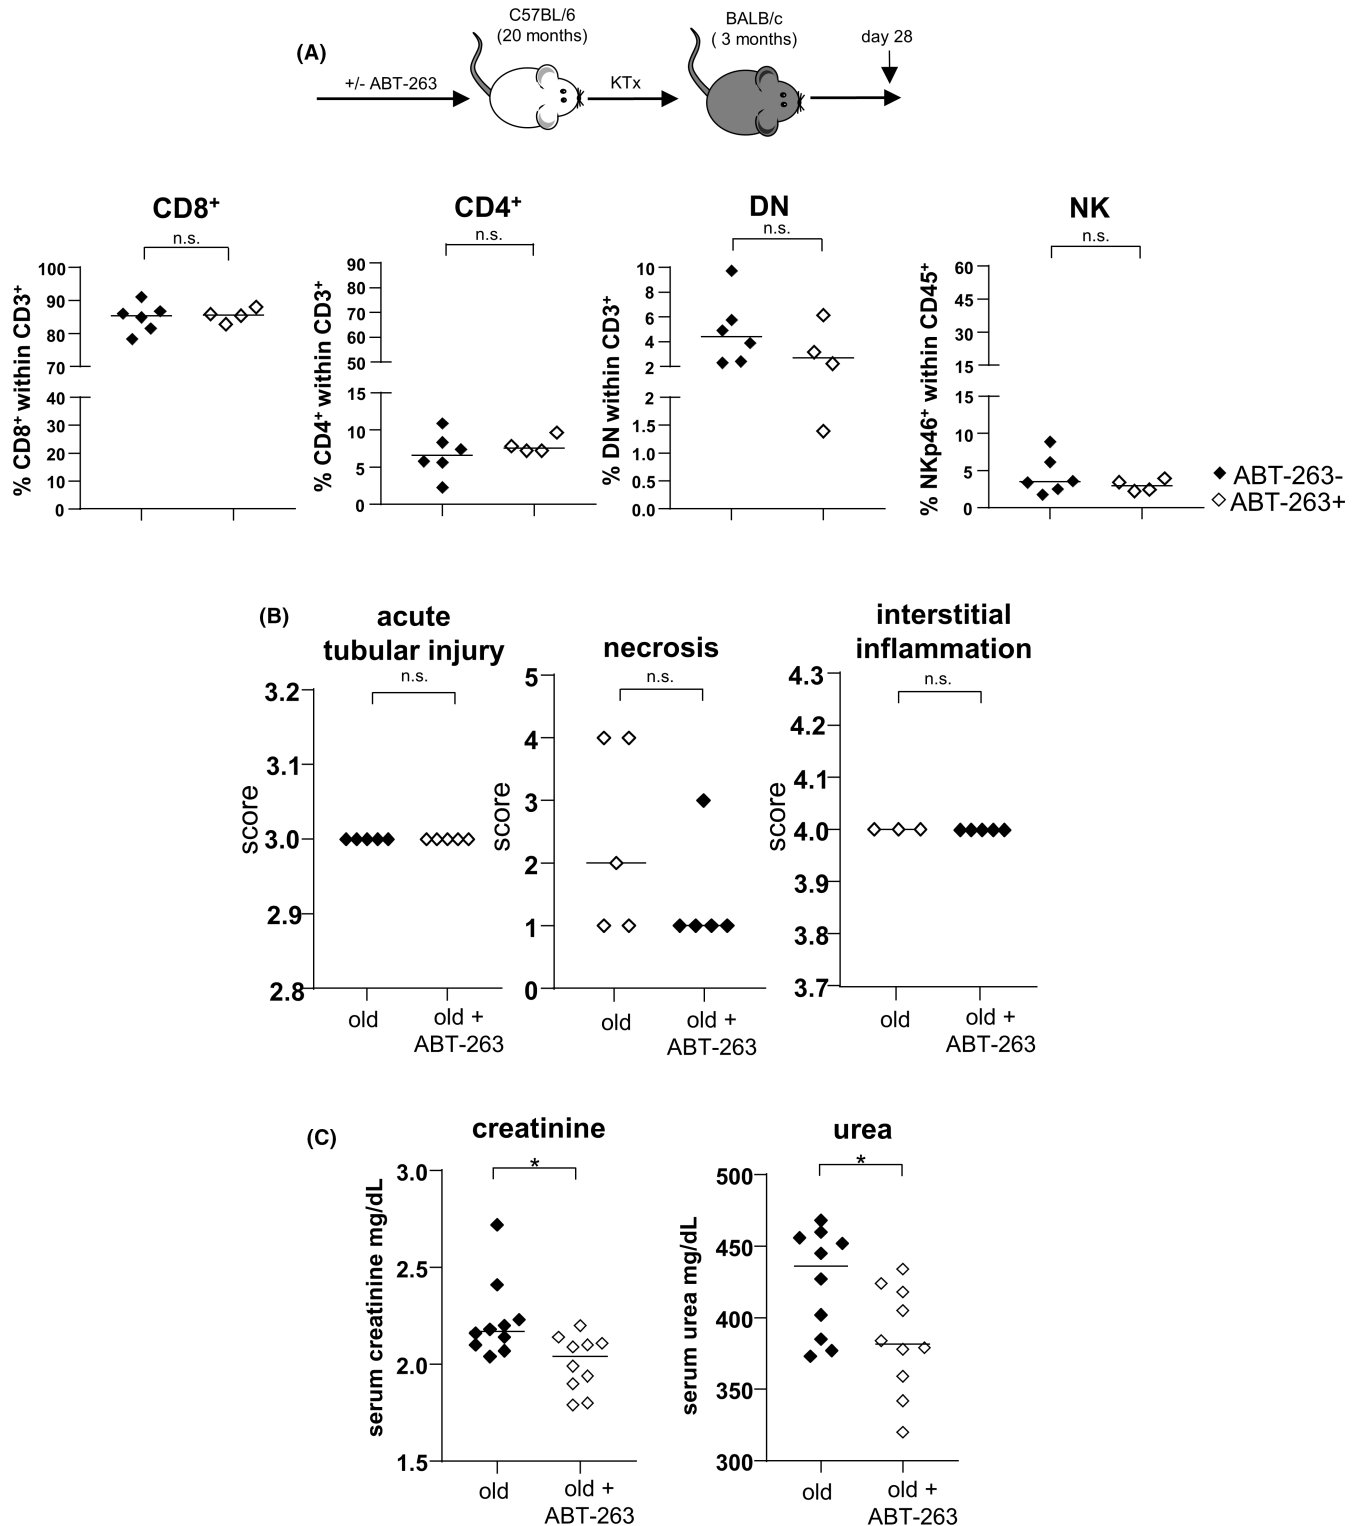 (A)
C57BL/6
(20 months)
BALB/c
( 3 months)
day 28
+/- ABT-263
KTx
CD8⁺
n.s.
% CD8⁺ within CD3⁺
100
90
80
70
40
30
20
10
0
CD4⁺
n.s.
% CD4⁺ within CD3⁺
90
80
70
60
50
15
10
5
0
DN
n.s.
% DN within CD3⁺
10
8
6
4
2
2
1.5
1.0
0.5
0.0
NK
n.s.
% NKp46⁺ within CD45⁺
60
45
30
15
15
10
5
0
ABT-263-
ABT-263+
(B)
acute
tubular injury
n.s.
score
3.2
3.1
3.0
2.9
2.8
old
old +
ABT-263
necrosis
n.s.
score
5
4
3
2
1
0
old
old +
ABT-263
interstitial
inflammation
n.s.
score
4.3
4.2
4.1
4.0
3.9
3.8
3.7
old
old +
ABT-263
(C)
creatinine
*
serum creatinine mg/dL
3.0
2.5
2.0
1.5
old
old +
ABT-263
urea
*
serum urea mg/dL
500
450
400
350
300
old
old +
ABT-263